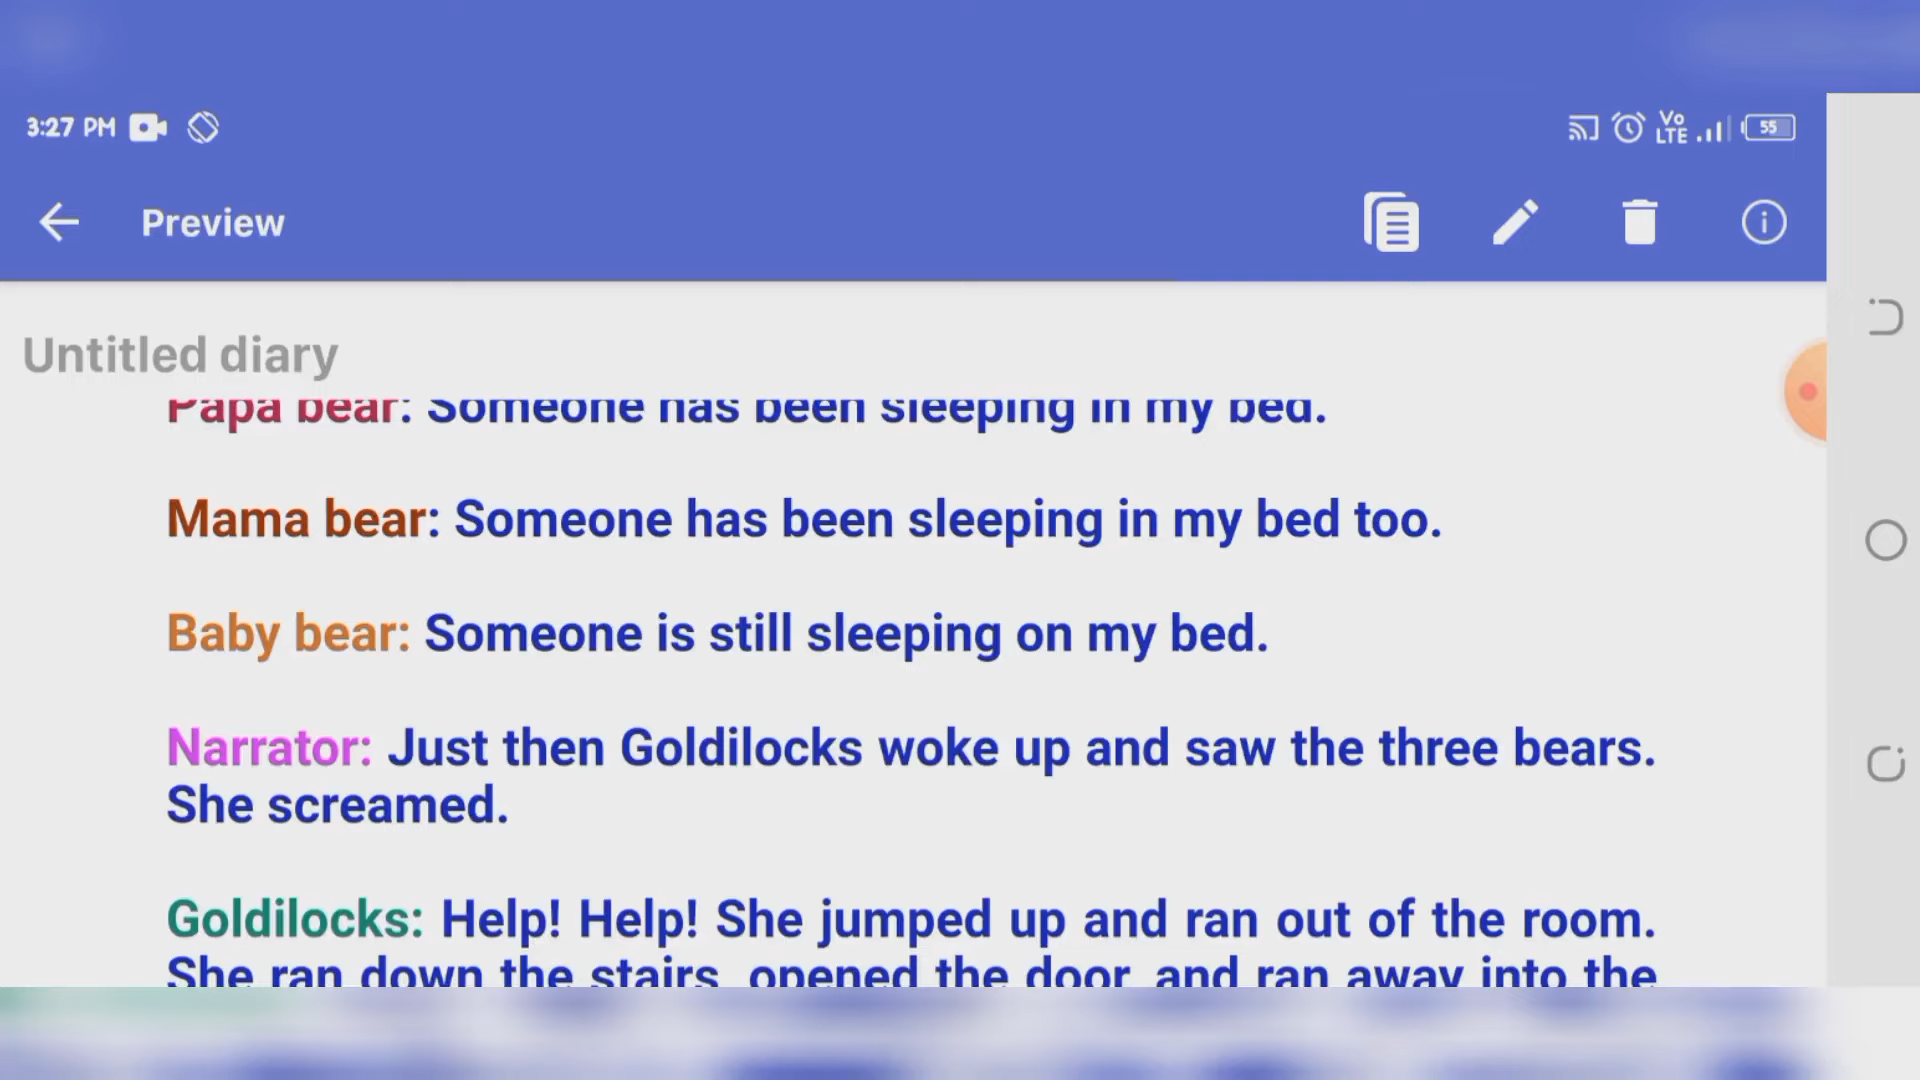 3:27 PM
Vo
LTE
55
Preview
Untitled diary
Papa bear: Someone has been sleeping in my bed.
Mama bear: Someone has been sleeping in my bed too.
Baby bear: Someone is still sleeping on my bed.
Narrator: Just then Goldilocks woke up and saw the three bears.
She screamed.
Goldilocks: Help! Help! She jumped up and ran out of the room.
She ran down the stairs, opened the door, and ran away into the